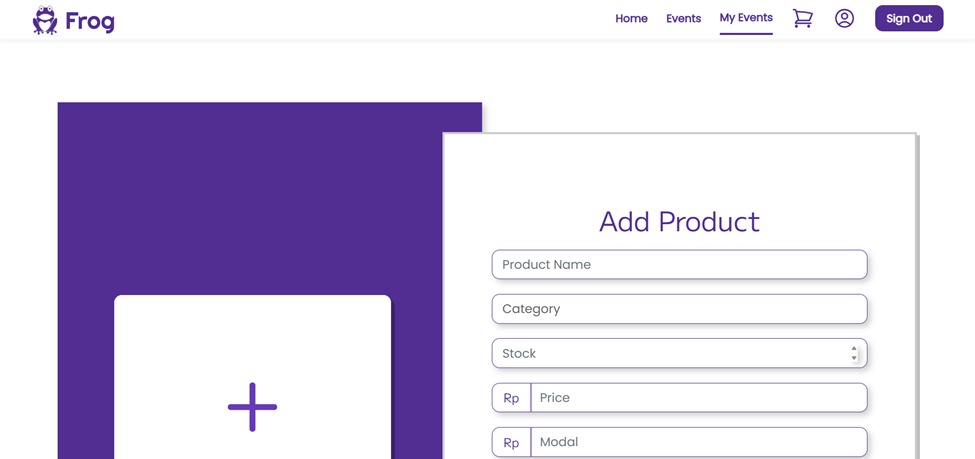 Frog
Home
Events
My Events
Sign Out
Add Product
Product Name
Category
Stock
Rp Price
Rp Modal